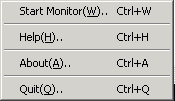 Start Monitor(W).. Ctrl+W
Help(H).. Ctrl+H
About(A).. Ctrl+A
Quit(Q).. Ctrl+Q